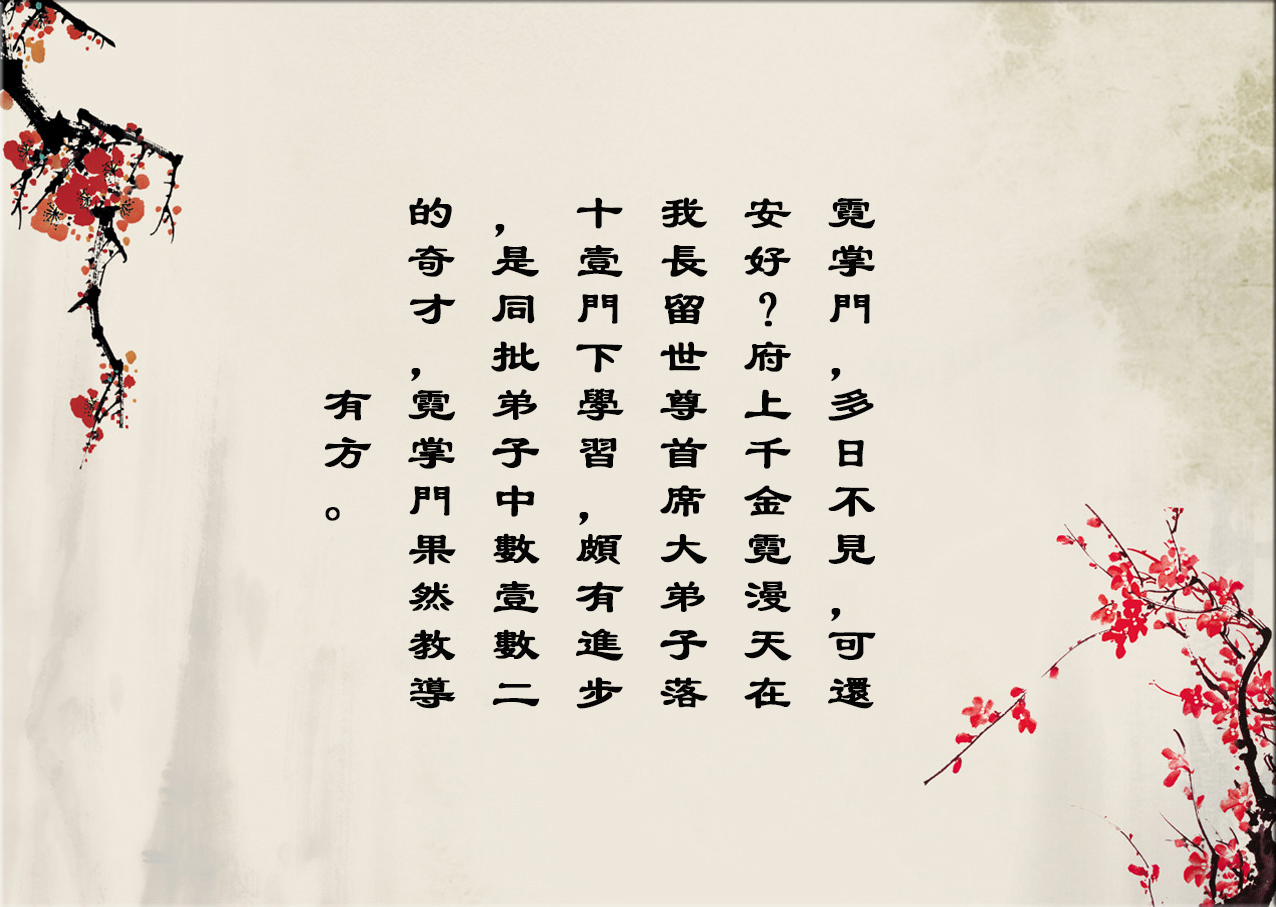 霓掌門，多日不見，可還
安好？府上千金霓漫天在
我長留世尊首席大弟子落
十壹門下學習，頗有進步
，是同批弟子中數壹數二
的奇才，霓掌門果然教導
有方。